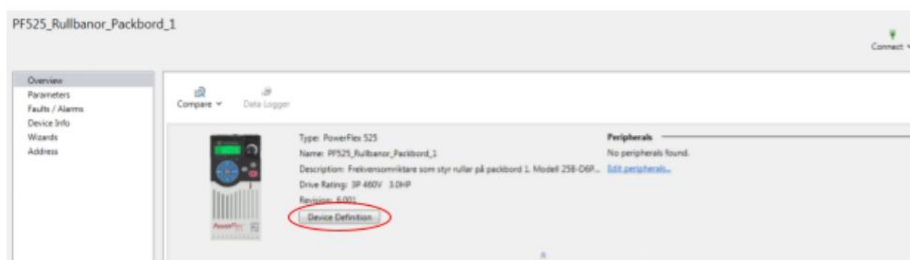 PF525_Rullbanor_Packbord_1
Connect
Overview
Parameters
Faults / Alarms
Device Info
Wizards
Address
Compare
Data Logger
Type: PowerFlex 525
Name: PF525_Rullbanor_Packbord_1
Description: Frekvensomriktare som styr rullar på packbord 1. Modell 25B-D6P...
Drive Rating: 3P 460V 3.0HP
Revision: 6.001
Device Definition
Peripherals
No peripherals found.
Edit peripherals...
PowerFlex